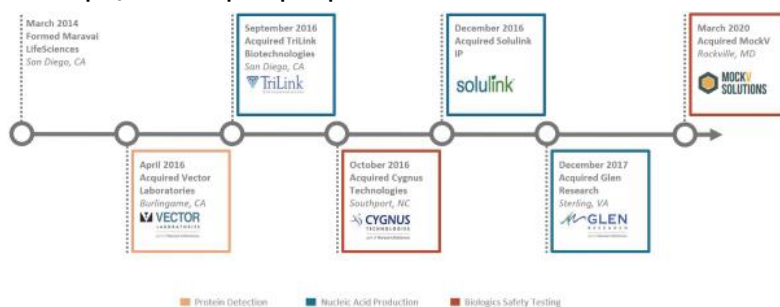 March 2014
Formed Maravai
LifeSciences
San Diego, CA
September 2016
Acquired TriLink
Biotechnologies
San Diego, CA
TriLink
December 2016
Acquired Solulink
IP
solulink
March 2020
Acquired MockV
Rockville, MD
MOCKV
SOLUTIONS
April 2016
Acquired Vector
Laboratories
Burlingame, CA
VECTOR
LABORATORIES
October 2016
Acquired Cygnus
Technologies
Southport, NC
CYGNUS
TECHNOLOGIES
December 2017
Acquired Glen
Research
Sterling, VA
GLEN
RESEARCH
Protein Detection
Nucleic Acid Production
Biologics Safety Testing